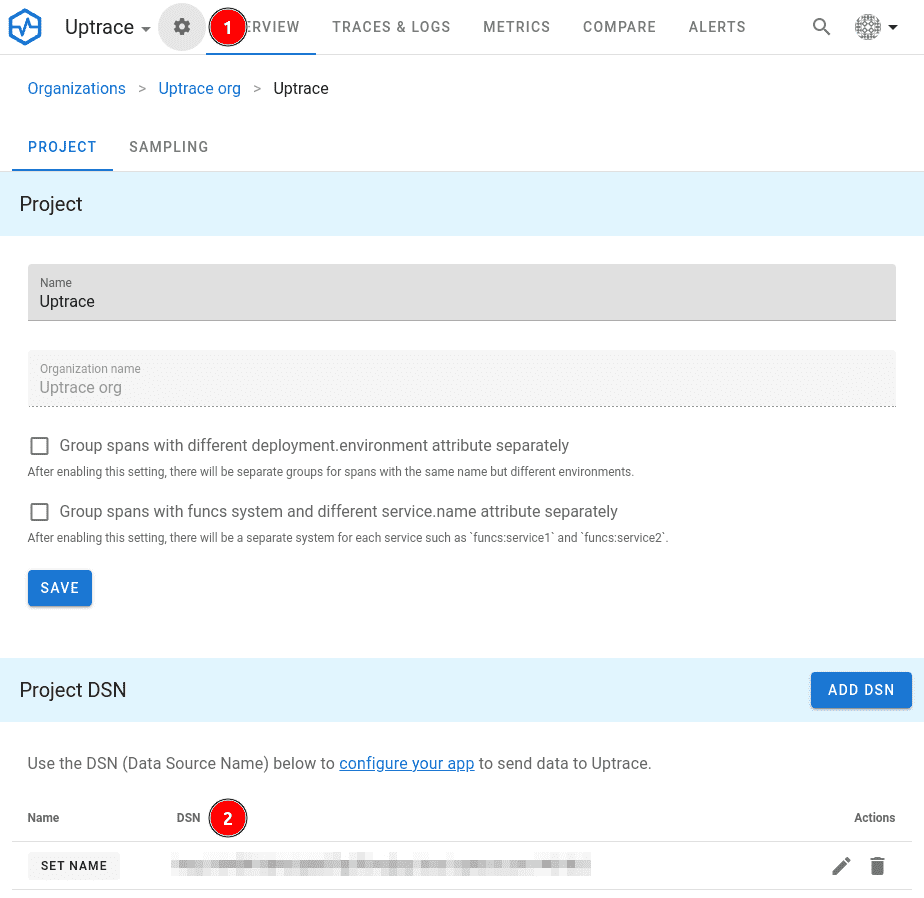 Uptrace 1 ERVIEW TRACES & LOGS METRICS COMPARE ALERTS
Organizations > Uptrace org > Uptrace
PROJECT SAMPLING
Project
Name
Uptrace
Organization name
Uptrace org
Group spans with different deployment.environment attribute separately
After enabling this setting, there will be separate groups for spans with the same name but different environments.
Group spans with funcs system and different service.name attribute separately
After enabling this setting, there will be a separate system for each service such as `funcs:service1` and `funcs:service2`.
SAVE
Project DSN ADD DSN
Use the DSN (Data Source Name) below to configure your app to send data to Uptrace.
Name DSN 2 Actions
SET NAME